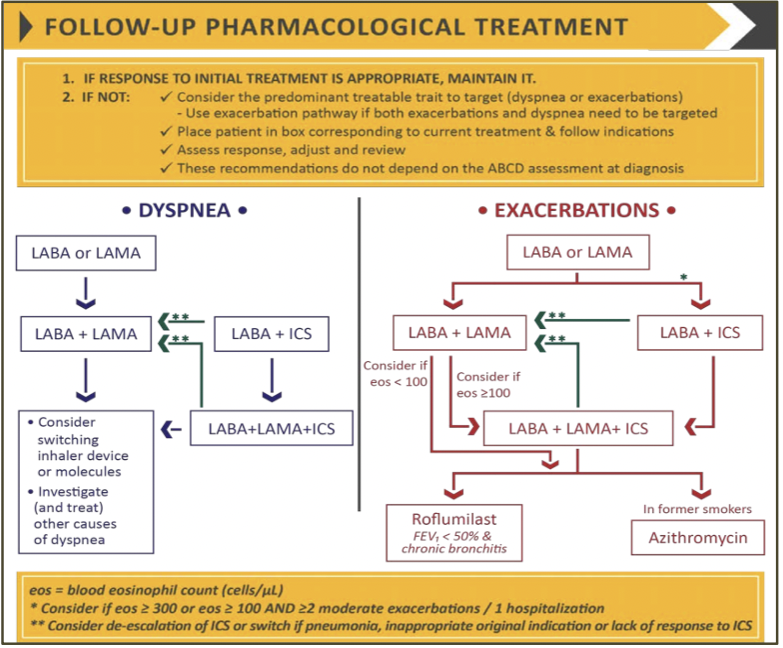 FOLLOW-UP PHARMACOLOGICAL TREATMENT
1. IF RESPONSE TO INITIAL TREATMENT IS APPROPRIATE, MAINTAIN IT.
2. IF NOT: ✓ Consider the predominant treatable trait to target (dyspnea or exacerbations)
- Use exacerbation pathway if both exacerbations and dyspnea need to be targeted
✓ Place patient in box corresponding to current treatment & follow indications
✓ Assess response, adjust and review
✓ These recommendations do not depend on the ABCD assessment at diagnosis
• DYSPNEA •
LABA or LAMA
LABA + LAMA
**
**
LABA + ICS
LABA+LAMA+ICS
• Consider
switching
inhaler device
or molecules
• Investigate
(and treat)
other causes
of dyspnea
• EXACERBATIONS •
LABA or LAMA
*
LABA + LAMA
**
**
LABA + ICS
Consider if
eos < 100
Consider if
eos ≥100
LABA + LAMA+ ICS
Roflumilast
FEV₁ < 50% &
chronic bronchitis
In former smokers
Azithromycin
eos = blood eosinophil count (cells/μL)
* Consider if eos ≥ 300 or eos ≥ 100 AND ≥2 moderate exacerbations / 1 hospitalization
** Consider de-escalation of ICS or switch if pneumonia, inappropriate original indication or lack of response to ICS